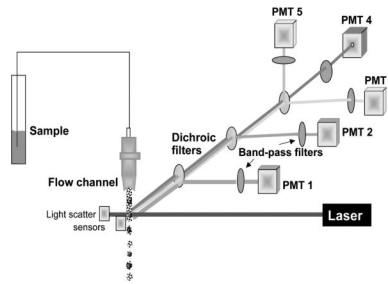 PMT 5
PMT 4
PMT
Sample
Dichroic
filters
PMT 2
Band-pass filters
Flow channel
PMT 1
Light scatter
sensors
Laser